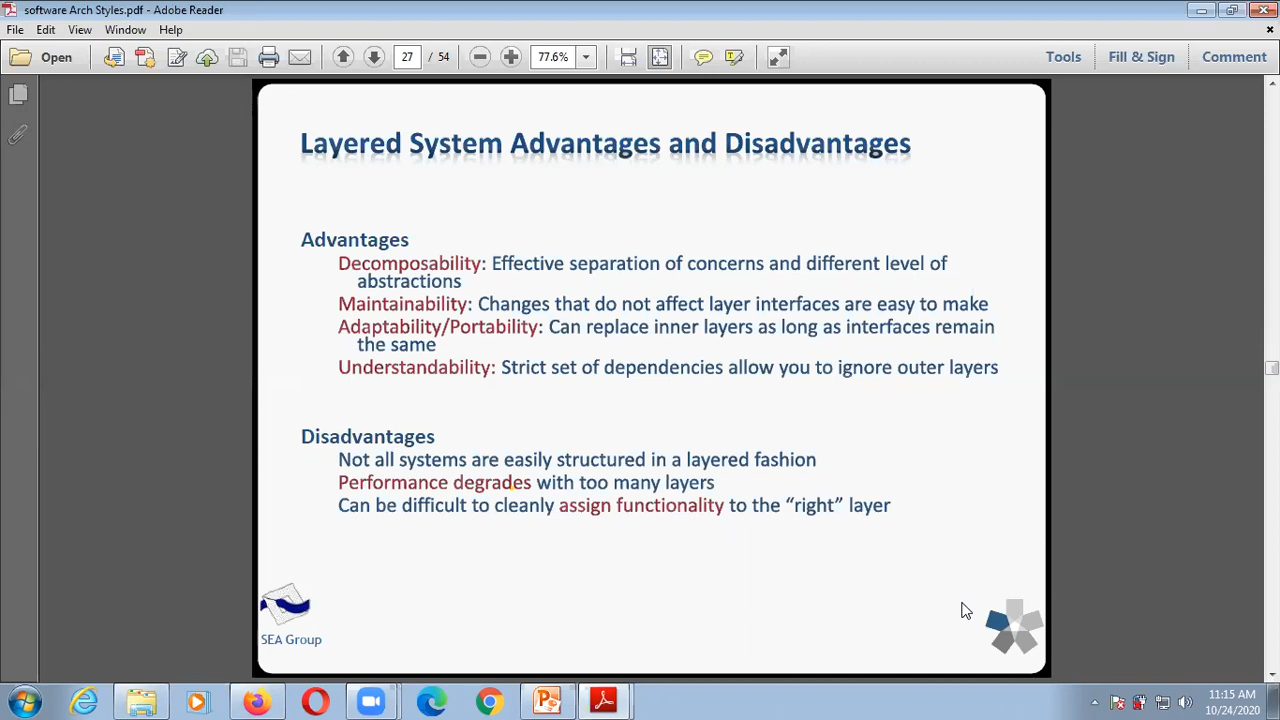 software Arch Styles.pdf - Adobe Reader
File Edit View Window Help
Open 27 / 54 77.6% Tools Fill & Sign Comment
Layered System Advantages and Disadvantages
Advantages
Decomposability: Effective separation of concerns and different level of
abstractions
Maintainability: Changes that do not affect layer interfaces are easy to make
Adaptability/Portability: Can replace inner layers as long as interfaces remain
the same
Understandability: Strict set of dependencies allow you to ignore outer layers
Disadvantages
Not all systems are easily structured in a layered fashion
Performance degrades with too many layers
Can be difficult to cleanly assign functionality to the “right” layer
SEA Group
11:15 AM
10/24/2020